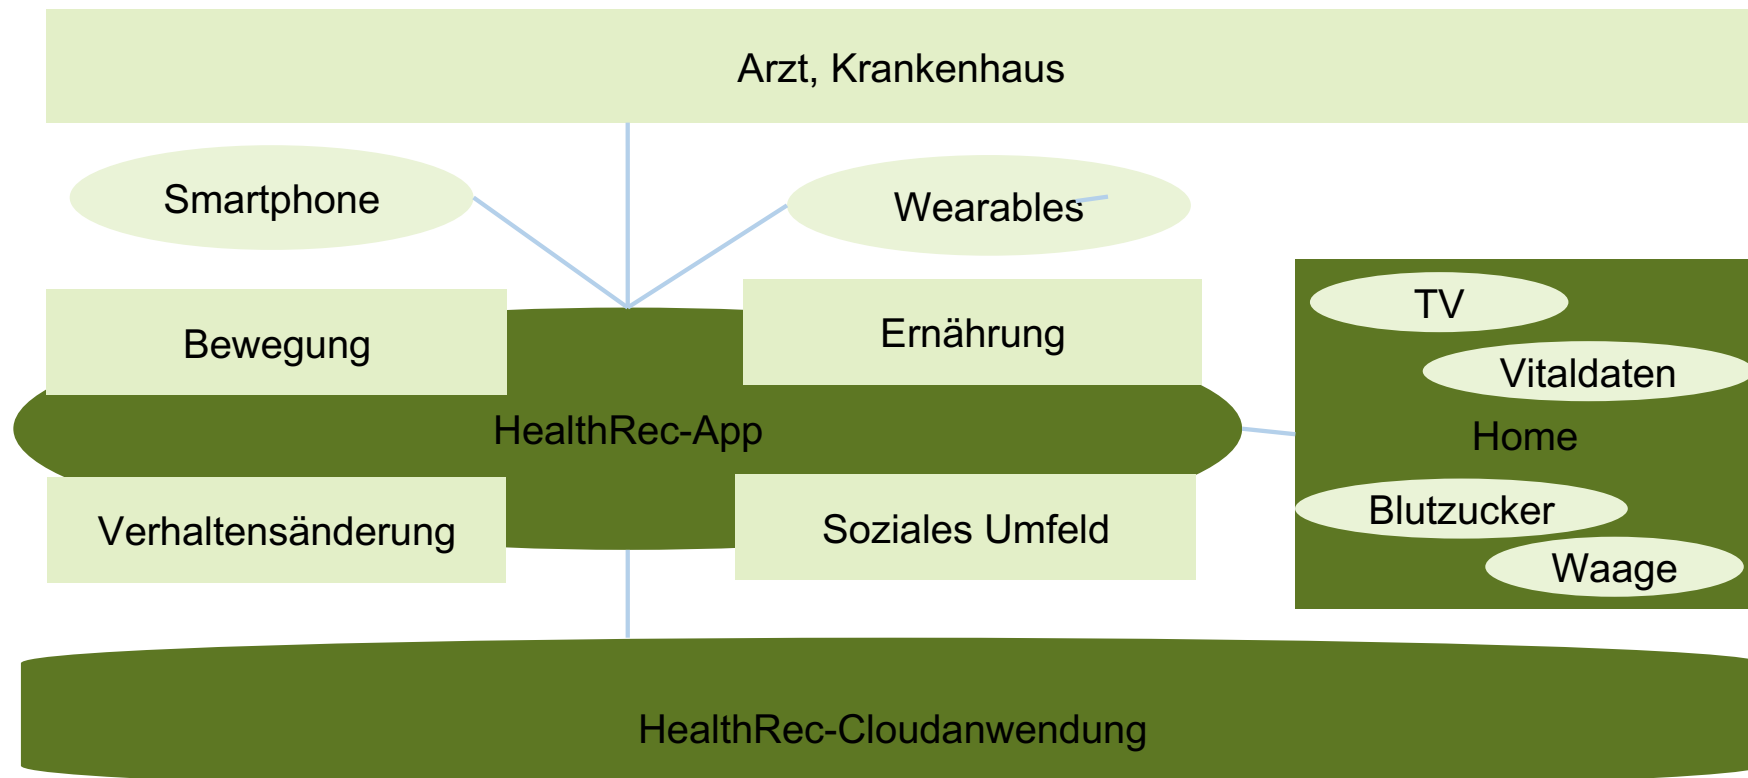 Arzt, Krankenhaus
Smartphone
Wearables
Bewegung
Ernährung
HealthRec-App
Verhaltensänderung
Soziales Umfeld
TV
Vitaldaten
Home
Blutzucker
Waage
HealthRec-Cloudanwendung